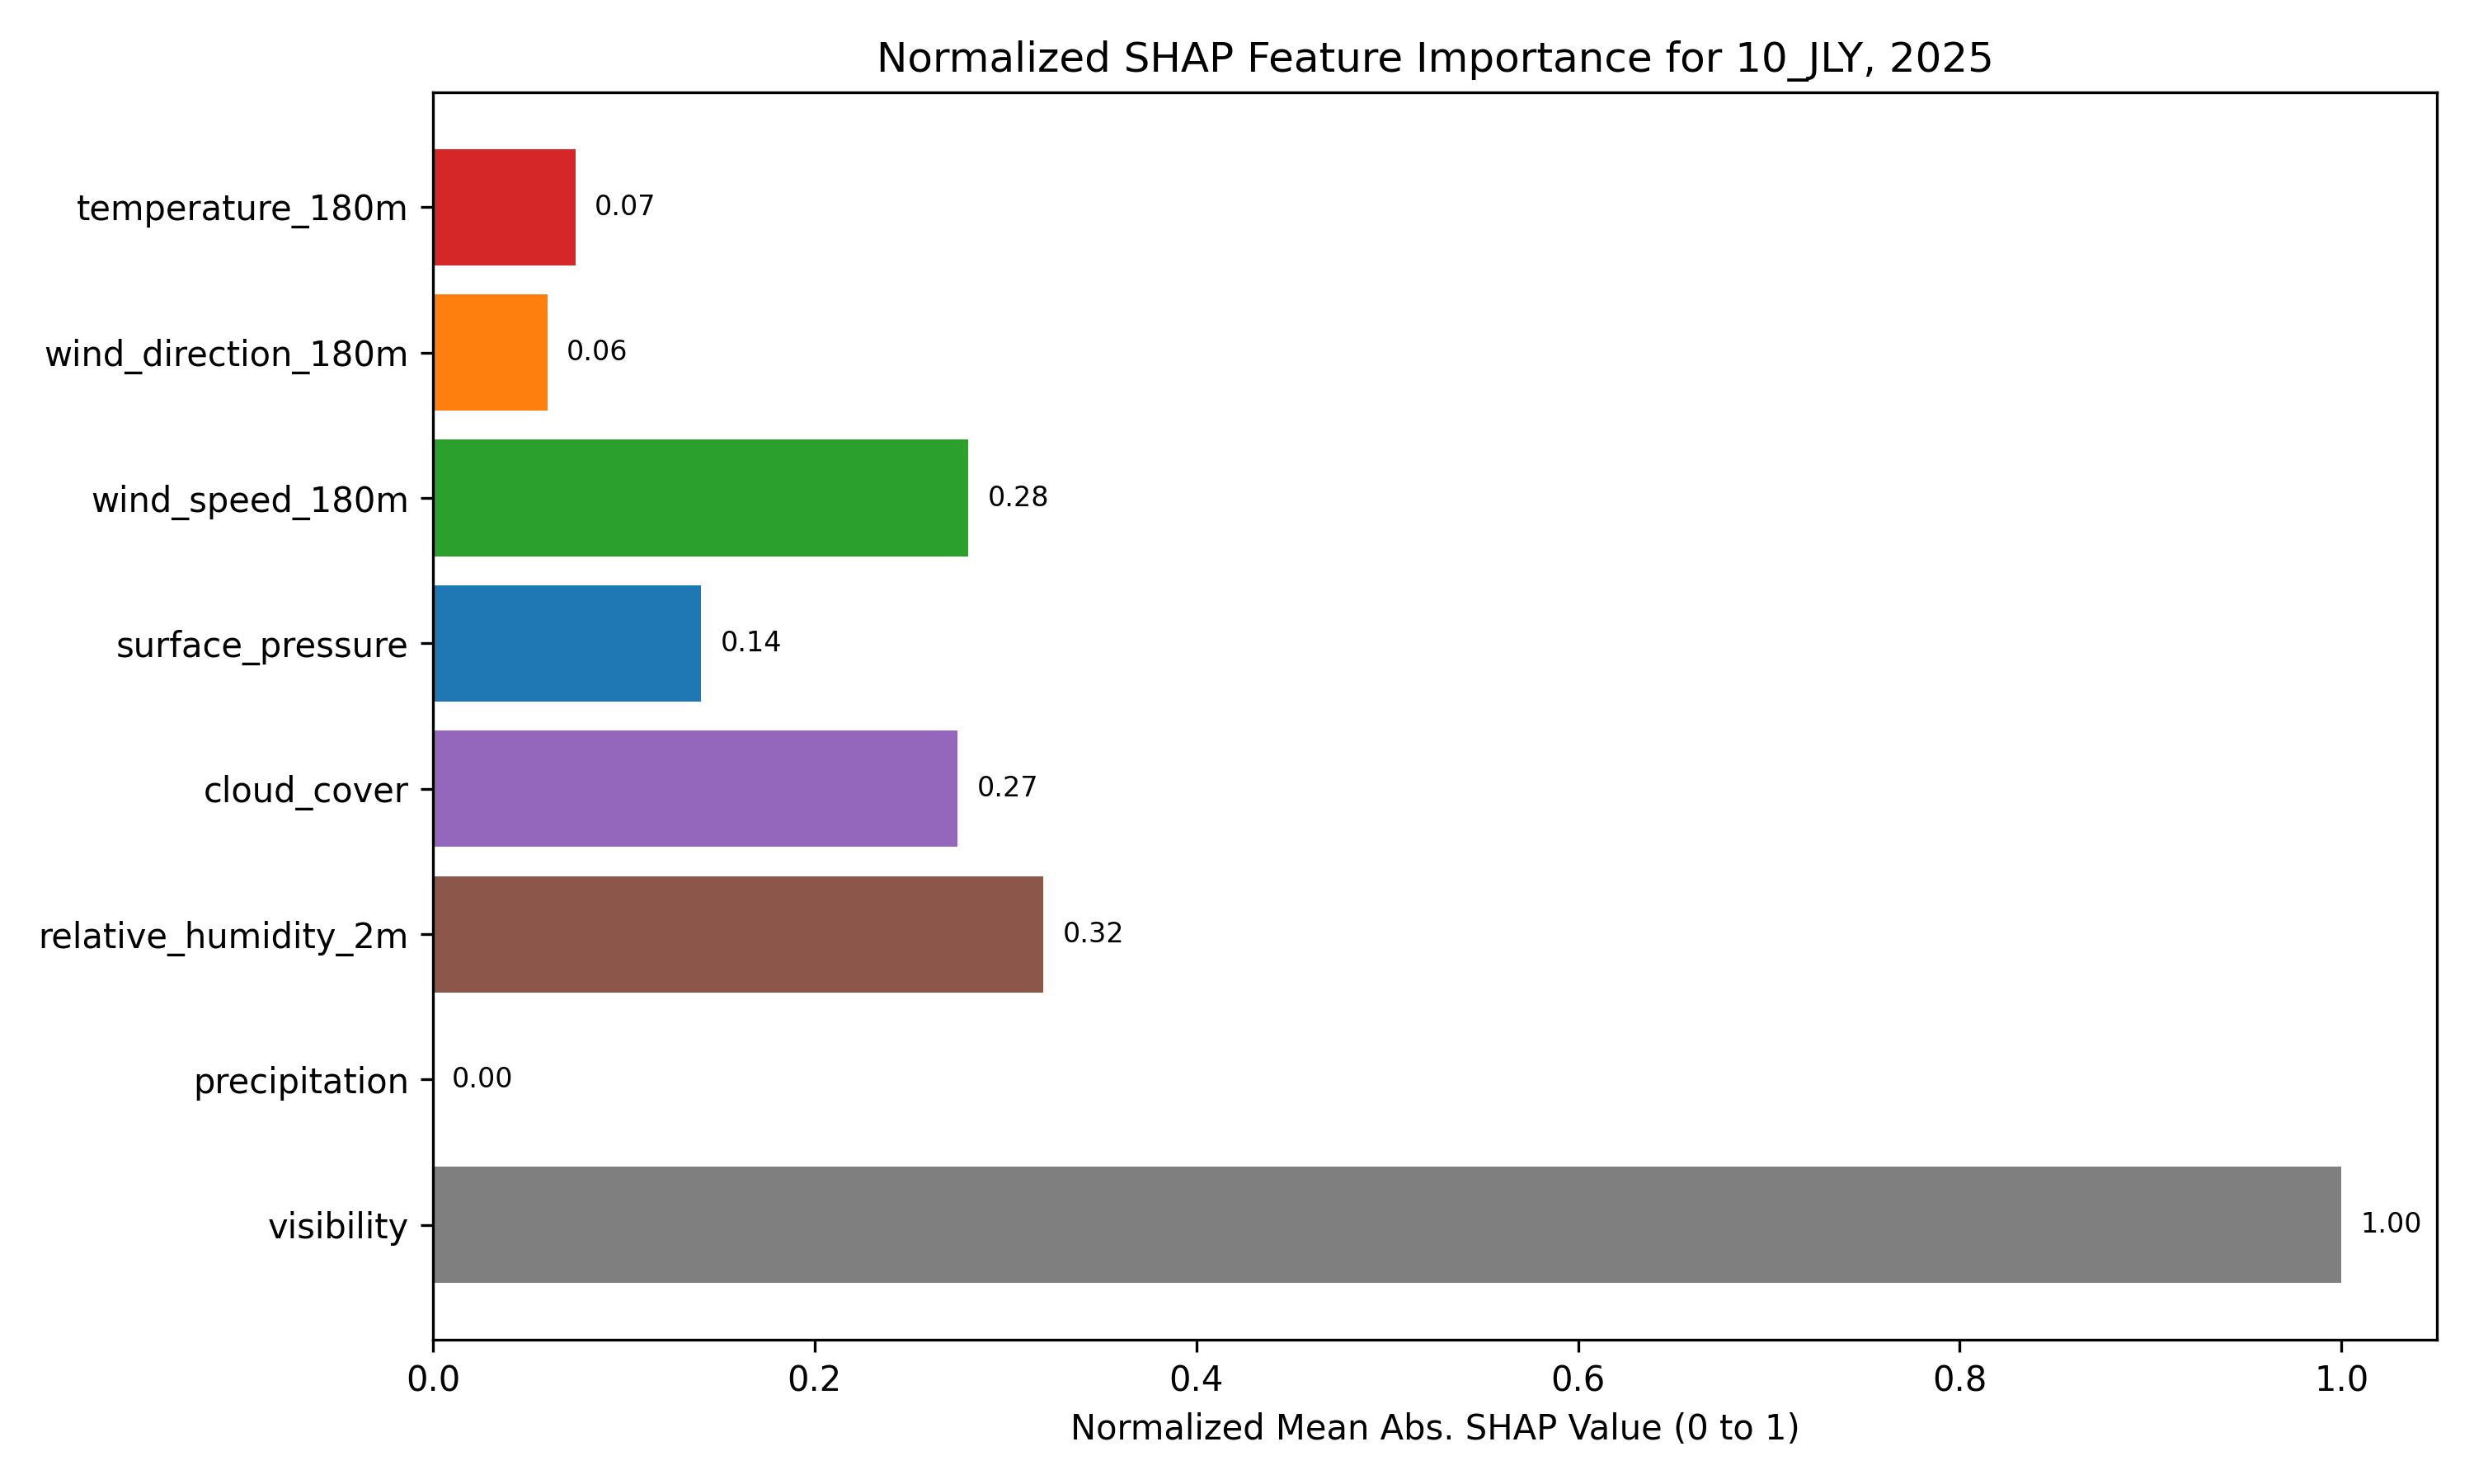 Normalized SHAP Feature Importance for 10_JLY, 2025
temperature_180m 0.07
wind_direction_180m 0.06
wind_speed_180m 0.28
surface_pressure 0.14
cloud_cover 0.27
relative_humidity_2m 0.32
precipitation 0.00
visibility 1.00
0.0 0.2 0.4 0.6 0.8 1.0
Normalized Mean Abs. SHAP Value (0 to 1)